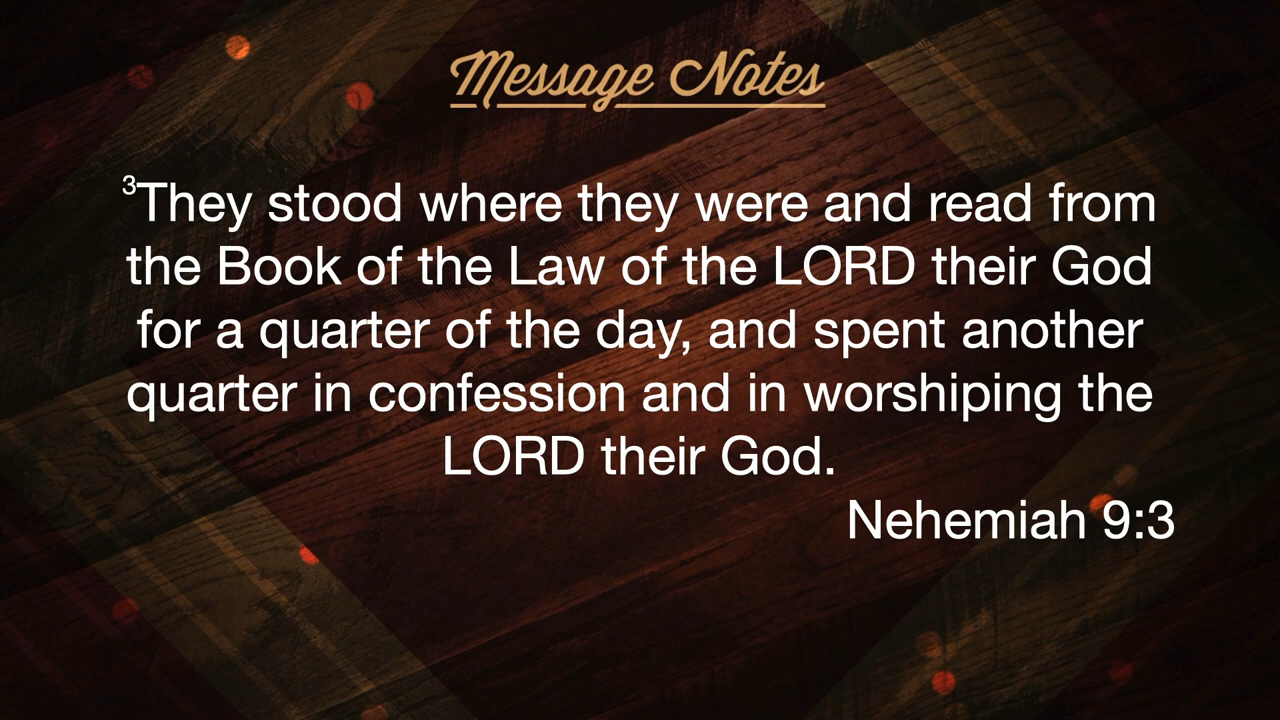 Message Notes
³They stood where they were and read from
the Book of the Law of the LORD their God
for a quarter of the day, and spent another
quarter in confession and in worshiping the
LORD their God.
Nehemiah 9:3